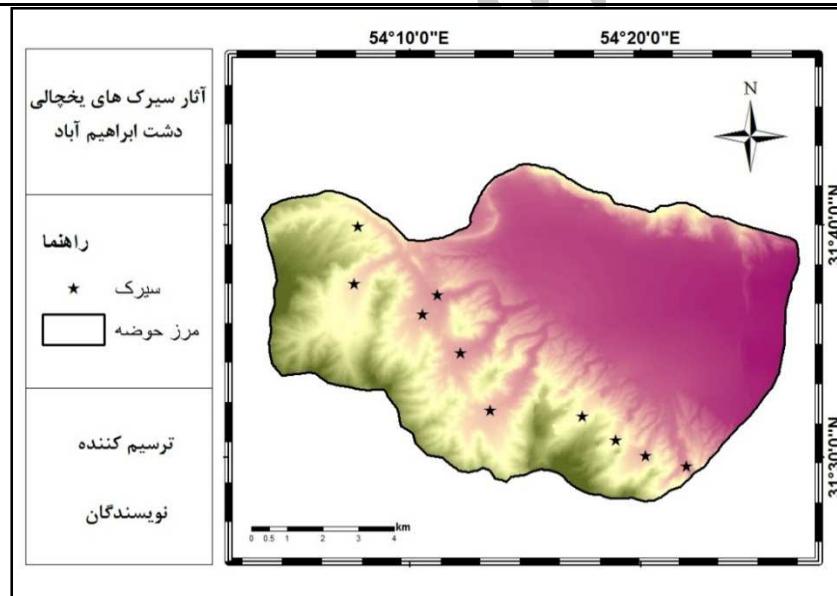 آثار سیرک های یخچالی
دشت ابراهیم آباد
راهنما
سیرک
مرز حوضه
ترسیم کننده
نویسندگان
54°10'0"E
54°20'0"E
N
31°40'0"N
31°30'0"N
km
0 0.5 1 2 3 4